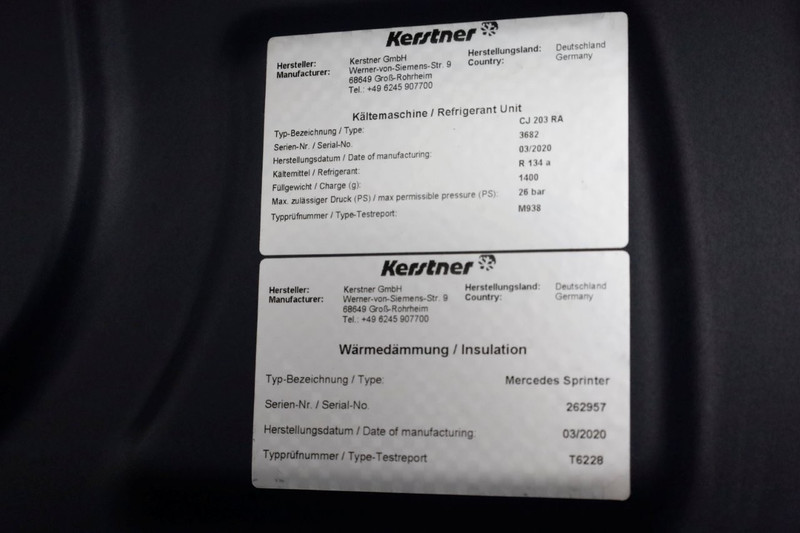 Kerstner
Hersteller: Kerstner GmbH Herstellungsland: Deutschland
Manufacturer: Werner-von-Siemens-Str. 9 Country: Germany
68649 Groß-Rohrheim
Tel.: +49 6245 907700
Kältemaschine / Refrigerant Unit
Typ-Bezeichnung / Type: CJ 203 RA
Serien-Nr. / Serial-No. 3682
Herstellungsdatum / Date of manufacturing: 03/2020
Kältemittel / Refrigerant: R 134 a
Füllgewicht / Charge (g): 1400
Max. zulässiger Druck (PS) / max permissible pressure (PS): 26 bar
Typprüfnummer / Type-Testreport: M938
Kerstner
Hersteller: Kerstner GmbH Herstellungsland: Deutschland
Manufacturer: Werner-von-Siemens-Str. 9 Country: Germany
68649 Groß-Rohrheim
Tel.: +49 6245 907700
Wärmedämmung / Insulation
Typ-Bezeichnung / Type: Mercedes Sprinter
Serien-Nr. / Serial-No. 262957
Herstellungsdatum / Date of manufacturing: 03/2020
Typprüfnummer / Type-Testreport T6228